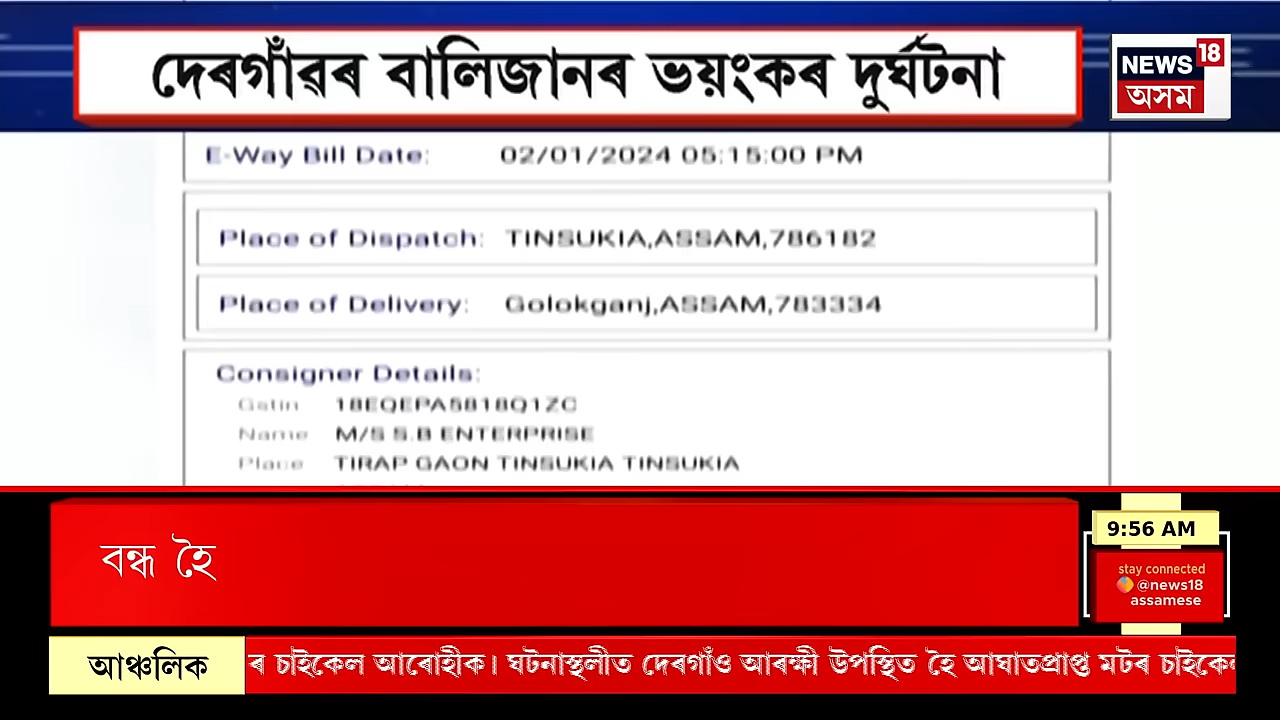 দেৰগাঁৱৰ বালিজানৰ ভয়ংকৰ দুৰ্ঘটনা
NEWS 18
অসম
E-Way Bill Date: 02/01/2024 05:15:00 PM
Place of Dispatch: TINSUKIA,ASSAM,786182
Place of Delivery: Golokganj,ASSAM,783334
Consigner Details:
Gstin 18EQEPA5818Q1ZC
Name M/S S.B ENTERPRISE
Place TIRAP GAON TINSUKIA TINSUKIA
বন্ধ হৈ
9:56 AM
stay connected
@news18
assamese
আঞ্চলিক
ৰ চাইকেল আৰোহীক। ঘটনাস্থলীত দেৰগাঁও আৰক্ষী উপস্থিত হৈ আঘাতপ্ৰাপ্ত মটৰ চাইকেল